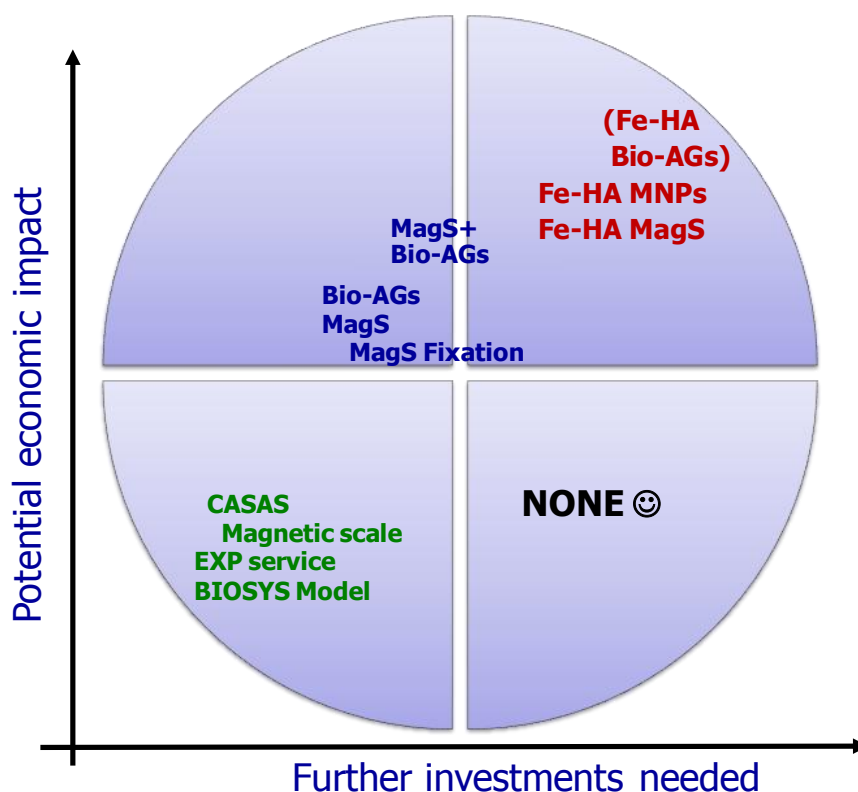 Potential economic impact
(Fe-HA
Bio-AGs)
Fe-HA MNPs
Fe-HA MagS
MagS+
Bio-AGs
Bio-AGs
MagS
MagS Fixation
CASAS
Magnetic scale
EXP service
BIOSYS Model
NONE ☺
Further investments needed